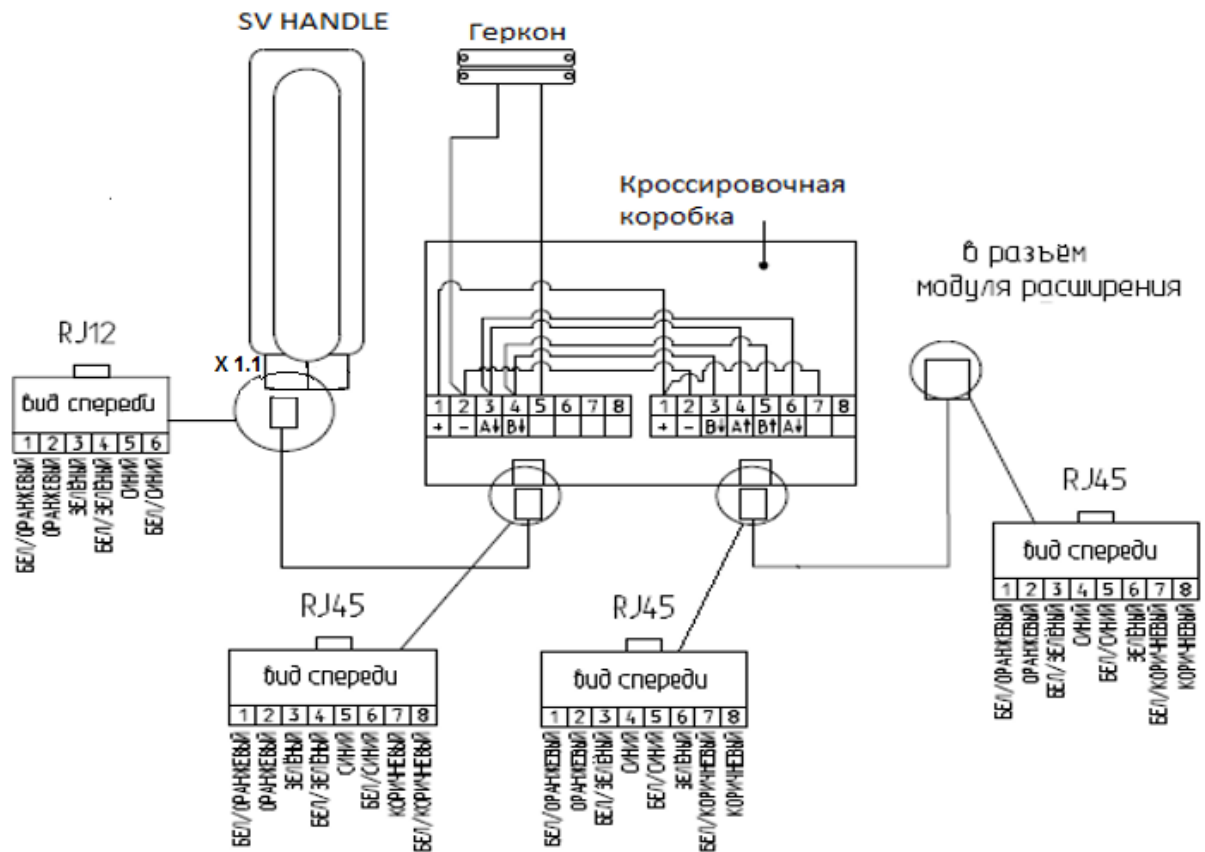 SV HANDLE
Геркон
Кроссировочная
коробка
в разъём
модуля расширения
RJ12
X 1.1
вид спереди
1 2 3 4 5 6
БЕЛ/ОРАНЖЕВЫЙ
ОРАНЖЕВЫЙ
ЗЕЛЁНЫЙ
БЕЛ/ЗЕЛЁНЫЙ
СИНИЙ
БЕЛ/СИНИЙ
1 2 3 4 5 6 7 8
+ - A↓ B↓
1 2 3 4 5 6 7 8
+ - B↓ A↑ B↑ A↓
RJ45
вид спереди
1 2 3 4 5 6 7 8
БЕЛ/ОРАНЖЕВЫЙ
ОРАНЖЕВЫЙ
БЕЛ/ЗЕЛЁНЫЙ
СИНИЙ
БЕЛ/СИНИЙ
ЗЕЛЁНЫЙ
БЕЛ/КОРИЧНЕВЫЙ
КОРИЧНЕВЫЙ
RJ45
вид спереди
1 2 3 4 5 6 7 8
БЕЛ/ОРАНЖЕВЫЙ
ОРАНЖЕВЫЙ
ЗЕЛЁНЫЙ
БЕЛ/ЗЕЛЁНЫЙ
СИНИЙ
БЕЛ/СИНИЙ
КОРИЧНЕВЫЙ
БЕЛ/КОРИЧНЕВЫЙ
RJ45
вид спереди
1 2 3 4 5 6 7 8
БЕЛ/ОРАНЖЕВЫЙ
ОРАНЖЕВЫЙ
БЕЛ/ЗЕЛЁНЫЙ
СИНИЙ
БЕЛ/СИНИЙ
ЗЕЛЁНЫЙ
БЕЛ/КОРИЧНЕВЫЙ
КОРИЧНЕВЫЙ